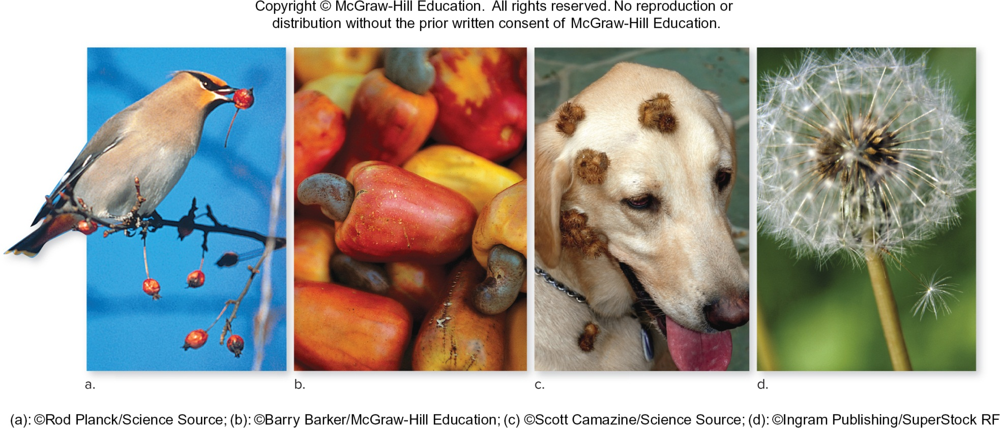 Copyright © McGraw-Hill Education.  All rights reserved. No reproduction or
distribution without the prior written consent of McGraw-Hill Education.
a.
b.
c.
d.
(a): ©Rod Planck/Science Source; (b): ©Barry Barker/McGraw-Hill Education; (c) ©Scott Camazine/Science Source; (d): ©Ingram Publishing/SuperStock RF